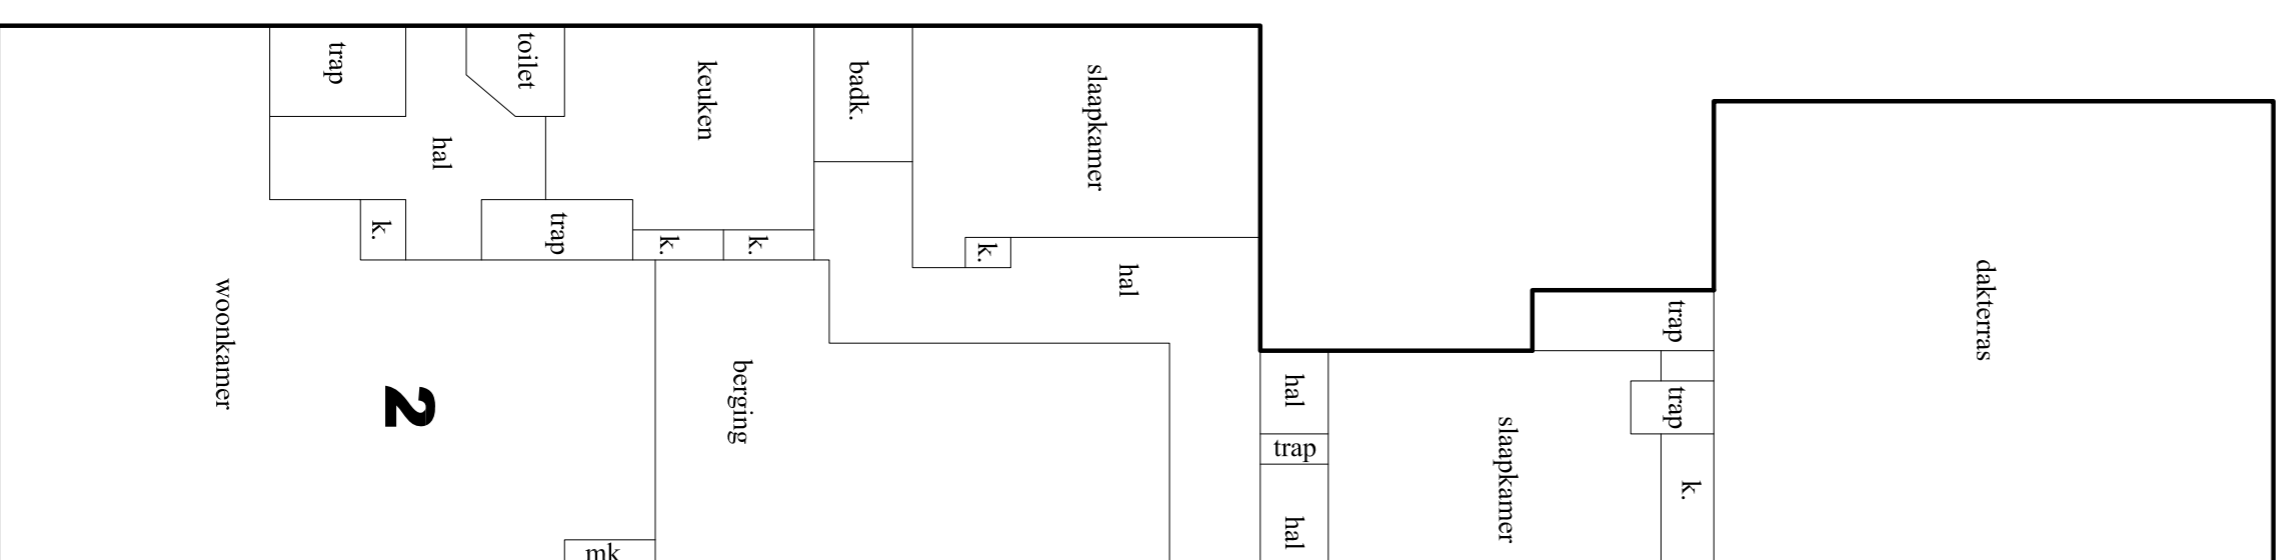 trap
toilet
keuken
badk.
slaapkamer
hal
k.
trap
k.
k.
k.
hal
woonkamer
2
berging
mk
hal
trap
hal
slaapkamer
trap
trap
k.
dakterras